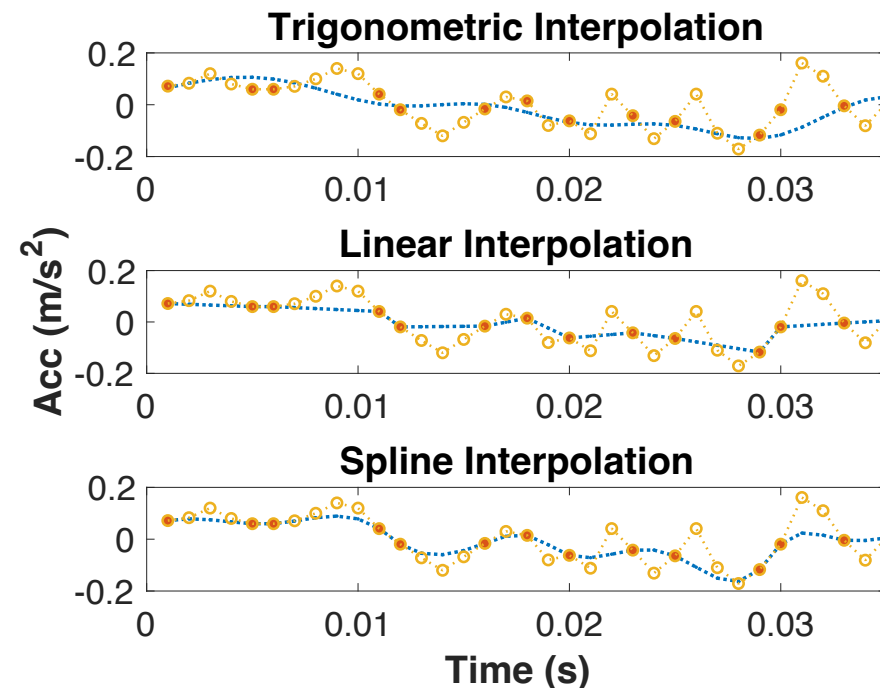 Trigonometric Interpolation
0.2
0
-0.2
0 0.01 0.02 0.03
Linear Interpolation
0.2
0
-0.2
0 0.01 0.02 0.03
Acc (m/s²)
Spline Interpolation
0.2
0
-0.2
0 0.01 0.02 0.03
Time (s)